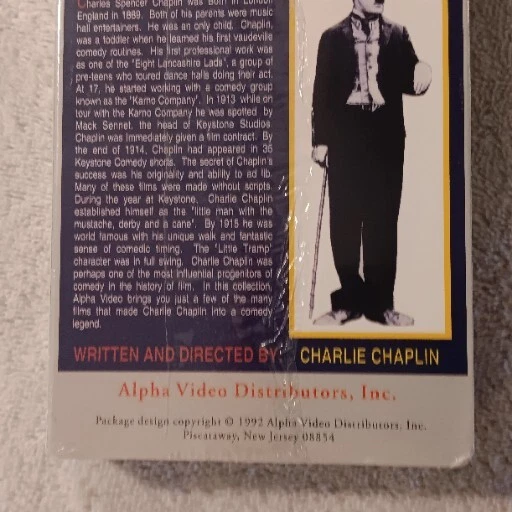 Charles Spencer Chaplin was Born in London
England in 1889. Both of his parents were music
hall entertainers. He was an only child. Chaplin,
was a toddler when he learned his first vaudeville
comedy routines. His first professional work was
as one of the "Eight Lancashire Lads", a group of
pre-teens who toured dance halls doing their act.
At 17, he started working with a comedy group
known as the "Karno Company". In 1913 while on
tour with the Karno Company he was spotted by
Mack Sennet, the head of Keystone Studios.
Chaplin was immediately given a film contract. By
the end of 1914, Chaplin had appeared in 35
Keystone Comedy shorts. The secret of Chaplin's
success was his originality and ability to ad lib.
Many of these films were made without scripts.
During the year at Keystone, Charlie Chaplin
established himself as the "little man with the
mustache, derby and a cane". By 1915 he was
world famous with his unique walk and fantastic
sense of comedic timing. The "Little Tramp"
character was in full swing. Charlie Chaplin was
perhaps one of the most influential progenitors of
comedy in the history of film. In this collection,
Alpha Video brings you just a few of the many
films that made Charlie Chaplin into a comedy
legend.
WRITTEN AND DIRECTED BY: CHARLIE CHAPLIN
Alpha Video Distributors, Inc.
Package design copyright © 1992 Alpha Video Distributors, Inc.
Piscataway, New Jersey 08854